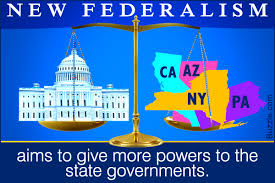 NEW FEDERALISM
CA
AZ
NY
PA
aims to give more powers to the
state governments.